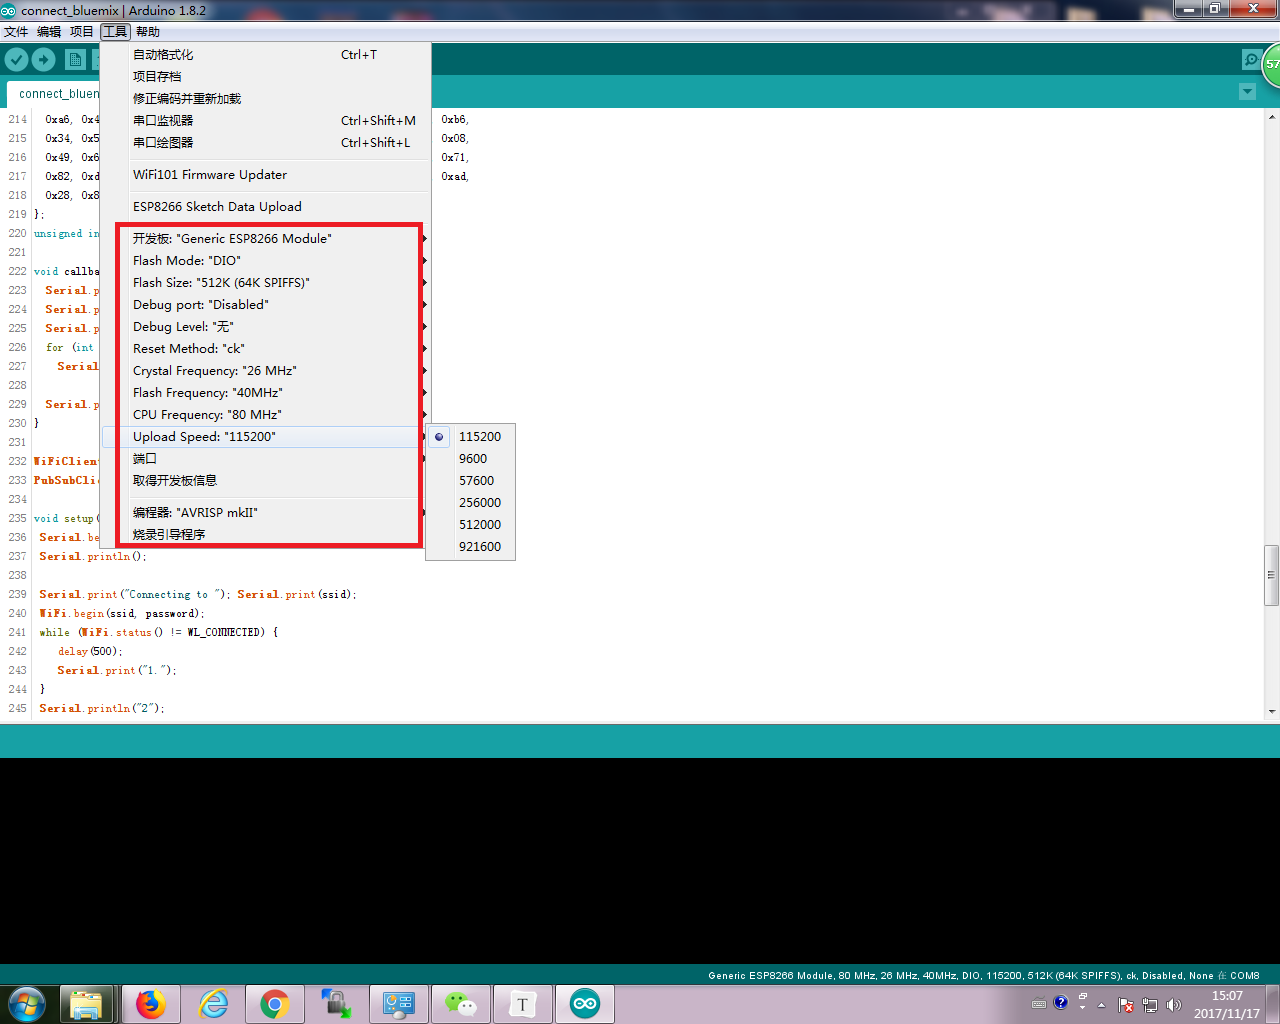 connect_bluemix | Arduino 1.8.2
文件 编辑 项目 工具 帮助
57
connect_bluem
自动格式化 Ctrl+T
项目存档
修正编码并重新加载
串口监视器 Ctrl+Shift+M
串口绘图器 Ctrl+Shift+L
WiFi101 Firmware Updater
ESP8266 Sketch Data Upload
开发板: "Generic ESP8266 Module"
Flash Mode: "DIO"
Flash Size: "512K (64K SPIFFS)"
Debug port: "Disabled"
Debug Level: "无"
Reset Method: "ck"
Crystal Frequency: "26 MHz"
Flash Frequency: "40MHz"
CPU Frequency: "80 MHz"
Upload Speed: "115200"
端口
取得开发板信息
编程器: "AVRISP mkII"
烧录引导程序
115200
9600
57600
256000
512000
921600
214 0xa6, 0x4 0xb6,
215 0x34, 0x5 0x08,
216 0x49, 0x6 0x71,
217 0x82, 0xd 0xad,
218 0x28, 0x8
219 };
220 unsigned in
221
222 void callba
223 Serial.p
224 Serial.p
225 Serial.p
226 for (int
227 Serial
228
229 Serial.p
230 }
231
232 WiFiClien
233 PubSubClie
234
235 void setup(
236 Serial.be
237 Serial.println();
238
239 Serial.print("Connecting to "); Serial.print(ssid);
240 WiFi.begin(ssid, password);
241 while (WiFi.status() != WL_CONNECTED) {
242 delay(500);
243 Serial.print("1.");
244 }
245 Serial.println("2");
Generic ESP8266 Module, 80 MHz, 26 MHz, 40MHz, DIO, 115200, 512K (64K SPIFFS), ck, Disabled, None 在 COM8
T
15:07
2017/11/17